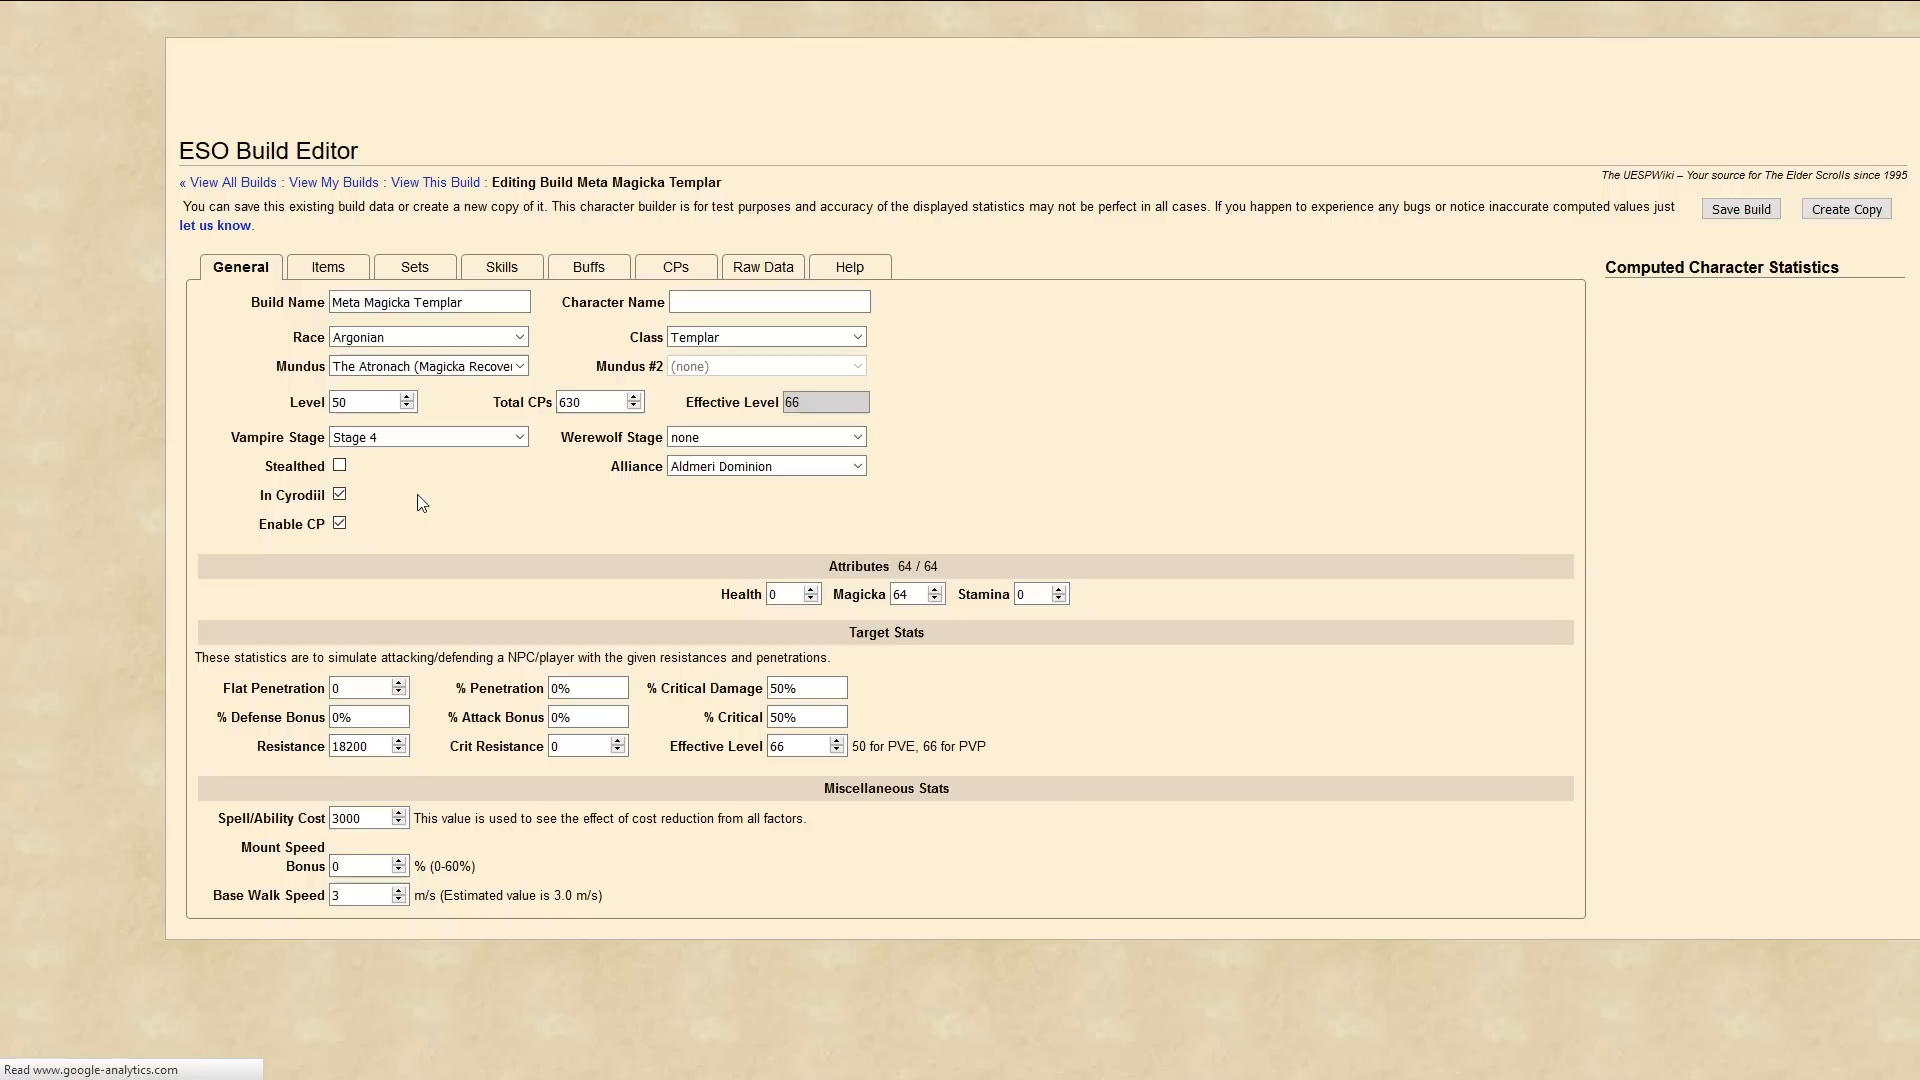 ESO Build Editor
« View All Builds : View My Builds : View This Build : Editing Build Meta Magicka Templar
The UESPWiki – Your source for The Elder Scrolls since 1995
You can save this existing build data or create a new copy of it. This character builder is for test purposes and accuracy of the displayed statistics may not be perfect in all cases. If you happen to experience any bugs or notice inaccurate computed values just
let us know.
Save Build Create Copy
General Items Sets Skills Buffs CPs Raw Data Help
Computed Character Statistics
Build Name Meta Magicka Templar Character Name
Race Argonian Class Templar
Mundus The Atronach (Magicka Recover Mundus #2 (none)
Level 50 Total CPs 630 Effective Level 66
Vampire Stage Stage 4 Werewolf Stage none
Stealthed Alliance Aldmeri Dominion
In Cyrodiil
Enable CP
Attributes 64 / 64
Health 0 Magicka 64 Stamina 0
Target Stats
These statistics are to simulate attacking/defending a NPC/player with the given resistances and penetrations.
Flat Penetration 0 % Penetration 0% % Critical Damage 50%
% Defense Bonus 0% % Attack Bonus 0% % Critical 50%
Resistance 18200 Crit Resistance 0 Effective Level 66 50 for PVE, 66 for PVP
Miscellaneous Stats
Spell/Ability Cost 3000 This value is used to see the effect of cost reduction from all factors.
Mount Speed
Bonus 0 % (0-60%)
Base Walk Speed 3 m/s (Estimated value is 3.0 m/s)
Read www.google-analytics.com